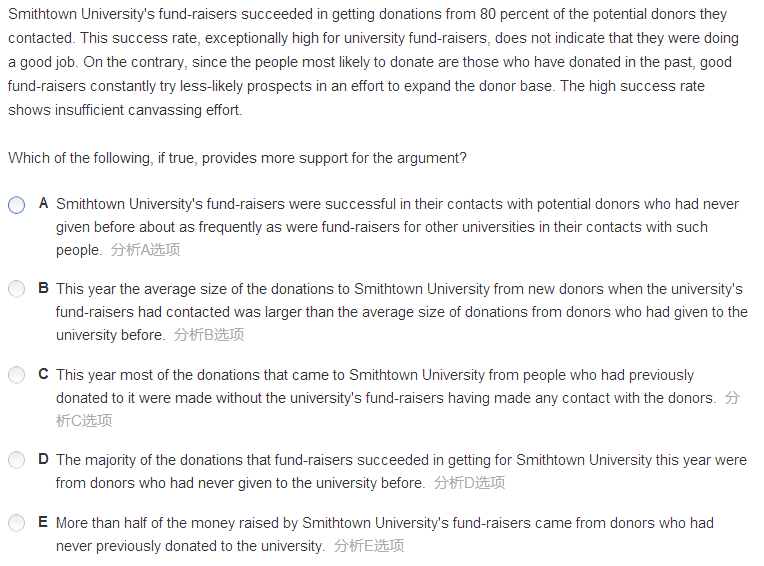 Smithtown University's fund-raisers succeeded in getting donations from 80 percent of the potential donors they
contacted. This success rate, exceptionally high for university fund-raisers, does not indicate that they were doing
a good job. On the contrary, since the people most likely to donate are those who have donated in the past, good
fund-raisers constantly try less-likely prospects in an effort to expand the donor base. The high success rate
shows insufficient canvassing effort.
Which of the following, if true, provides more support for the argument?
A Smithtown University's fund-raisers were successful in their contacts with potential donors who had never
given before about as frequently as were fund-raisers for other universities in their contacts with such
people. 分析A选项
B This year the average size of the donations to Smithtown University from new donors when the university's
fund-raisers had contacted was larger than the average size of donations from donors who had given to the
university before. 分析B选项
C This year most of the donations that came to Smithtown University from people who had previously
donated to it were made without the university's fund-raisers having made any contact with the donors. 分
析C选项
D The majority of the donations that fund-raisers succeeded in getting for Smithtown University this year were
from donors who had never given to the university before. 分析D选项
E More than half of the money raised by Smithtown University's fund-raisers came from donors who had
never previously donated to the university. 分析E选项